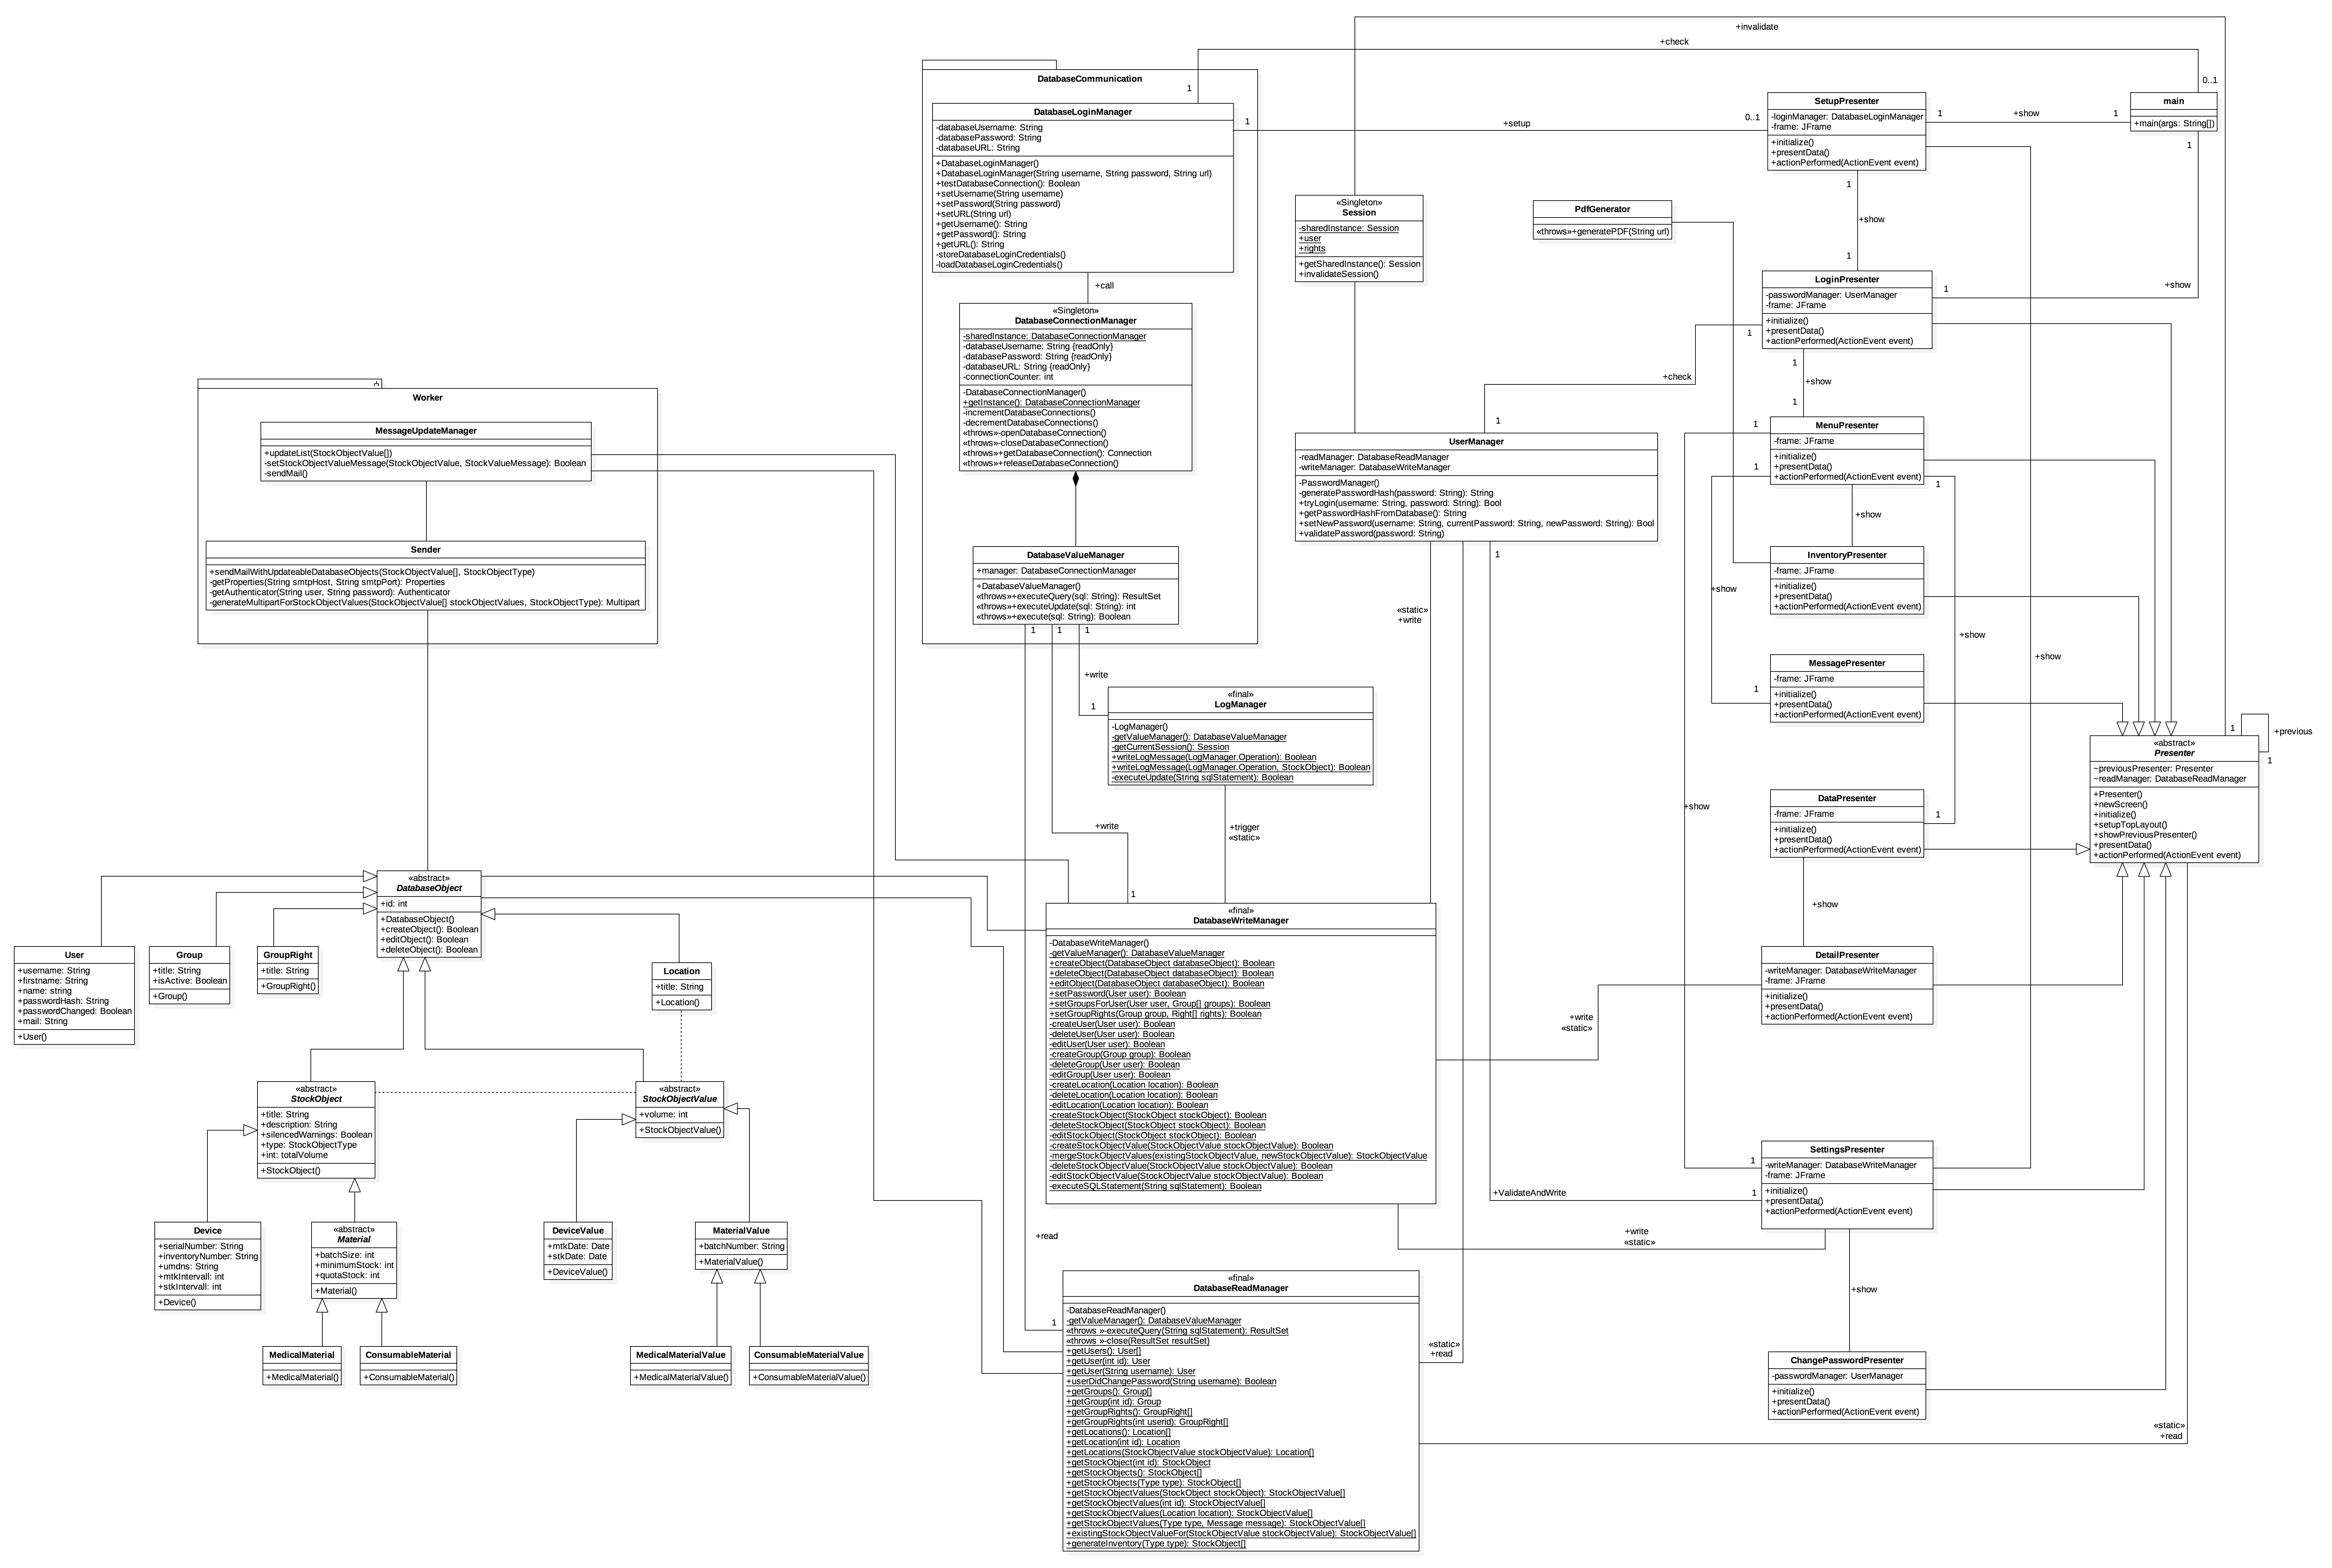 +invalidate
+check
0..1
1
DatabaseCommunication
DatabaseLoginManager
-databaseUsername: String
-databasePassword: String
-databaseURL: String
+DatabaseLoginManager()
+DatabaseLoginManager(String username, String password, String url)
+testDatabaseConnection(): Boolean
+setUsername(String username)
+setPassword(String password)
+setURL(String url)
+getUsername(): String
+getPassword(): String
+getURL(): String
-storeDatabaseLoginCredentials()
-loadDatabaseLoginCredentials()
1
+setup
0..1
SetupPresenter
-loginManager: DatabaseLoginManager
-frame: JFrame
+initialize()
+presentData()
+actionPerformed(ActionEvent event)
1
+show
1
main
+main(args: String[])
1
1
+show
1
«Singleton»
Session
-sharedInstance: Session
+user
+rights
+getSharedInstance(): Session
+invalidateSession()
PdfGenerator
«throws»+generatePDF(String url)
LoginPresenter
-passwordManager: UserManager
-frame: JFrame
+initialize()
+presentData()
+actionPerformed(ActionEvent event)
1
+show
1
+check
1
1
+show
1
+call
«Singleton»
DatabaseConnectionManager
-sharedInstance: DatabaseConnectionManager
-databaseUsername: String {readOnly}
-databasePassword: String {readOnly}
-databaseURL: String {readOnly}
-connectionCounter: int
-DatabaseConnectionManager()
+getInstance(): DatabaseConnectionManager
-incrementDatabaseConnections()
-decrementDatabaseConnections()
«throws»-openDatabaseConnection()
«throws»-closeDatabaseConnection()
«throws»+getDatabaseConnection(): Connection
«throws»+releaseDatabaseConnection()
Worker
MessageUpdateManager
+updateList(StockObjectValue[])
-setStockObjectValueMessage(StockObjectValue, StockValueMessage): Boolean
-sendMail()
Sender
+sendMailWithUpdateableDatabaseObjects(StockObjectValue[], StockObjectType)
-getProperties(String smtpHost, String smtpPort): Properties
-getAuthenticator(String user, String password): Authenticator
-generateMultipartForStockObjectValues(StockObjectValue[] stockObjectValues, StockObjectType): Multipart
UserManager
-readManager: DatabaseReadManager
-writeManager: DatabaseWriteManager
-PasswordManager()
-generatePasswordHash(password: String): String
+tryLogin(username: String, password: String): Bool
+getPasswordHashFromDatabase(): String
+setNewPassword(username: String, currentPassword: String, newPassword: String): Bool
+validatePassword(password: String)
1
1
1
MenuPresenter
-frame: JFrame
+initialize()
+presentData()
+actionPerformed(ActionEvent event)
1
+show
InventoryPresenter
-frame: JFrame
+initialize()
+presentData()
+actionPerformed(ActionEvent event)
+show
+show
+show
DatabaseValueManager
+manager: DatabaseConnectionManager
+DatabaseValueManager()
«throws»+executeQuery(sql: String): ResultSet
«throws»+executeUpdate(sql: String): int
«throws»+execute(sql: String): Boolean
1
1
1
«static»
+write
+write
1
MessagePresenter
-frame: JFrame
+initialize()
+presentData()
+actionPerformed(ActionEvent event)
1
«final»
LogManager
-LogManager()
-getValueManager(): DatabaseValueManager
-getCurrentSession(): Session
+writeLogMessage(LogManager.Operation): Boolean
+writeLogMessage(LogManager.Operation, StockObject): Boolean
-executeUpdate(String sqlStatement): Boolean
1
+previous
1
«abstract»
Presenter
~previousPresenter: Presenter
~readManager: DatabaseReadManager
+Presenter()
+newScreen()
+initialize()
+setupTopLayout()
+showPreviousPresenter()
+presentData()
+actionPerformed(ActionEvent event)
+show
DataPresenter
-frame: JFrame
+initialize()
+presentData()
+actionPerformed(ActionEvent event)
1
+write
+trigger
«static»
1
+show
«abstract»
DatabaseObject
+id: int
+DatabaseObject()
+createObject(): Boolean
+editObject(): Boolean
+deleteObject(): Boolean
User
+username: String
+firstname: String
+name: string
+passwordHash: String
+passwordChanged: Boolean
+mail: String
+User()
Group
+title: String
+isActive: Boolean
+Group()
GroupRight
+title: String
+GroupRight()
Location
+title: String
+Location()
«final»
DatabaseWriteManager
-DatabaseWriteManager()
-getValueManager(): DatabaseValueManager
+createObject(DatabaseObject databaseObject): Boolean
+deleteObject(DatabaseObject databaseObject): Boolean
+editObject(DatabaseObject databaseObject): Boolean
+setPassword(User user): Boolean
+setGroupsForUser(User user, Group[] groups): Boolean
+setGroupRights(Group group, Right[] rights): Boolean
-createUser(User user): Boolean
-deleteUser(User user): Boolean
-editUser(User user): Boolean
-createGroup(Group group): Boolean
-deleteGroup(User user): Boolean
-editGroup(User user): Boolean
-createLocation(Location location): Boolean
-deleteLocation(Location location): Boolean
-editLocation(Location location): Boolean
-createStockObject(StockObject stockObject): Boolean
-deleteStockObject(StockObject stockObject): Boolean
-editStockObject(StockObject stockObject): Boolean
-createStockObjectValue(StockObjectValue stockObjectValue): Boolean
-mergeStockObjectValues(existingStockObjectValue, newStockObjectValue): StockObjectValue
-deleteStockObjectValue(StockObjectValue stockObjectValue): Boolean
-editStockObjectValue(StockObjectValue stockObjectValue): Boolean
-executeSQLStatement(String sqlStatement): Boolean
DetailPresenter
-writeManager: DatabaseWriteManager
-frame: JFrame
+initialize()
+presentData()
+actionPerformed(ActionEvent event)
+write
«static»
«abstract»
StockObject
+title: String
+description: String
+silencedWarnings: Boolean
+type: StockObjectType
+int: totalVolume
+StockObject()
«abstract»
StockObjectValue
+volume: int
+StockObjectValue()
1
SettingsPresenter
-writeManager: DatabaseWriteManager
-frame: JFrame
+initialize()
+presentData()
+actionPerformed(ActionEvent event)
+ValidateAndWrite
1
+write
«static»
Device
+serialNumber: String
+inventoryNumber: String
+umdns: String
+mtkIntervall: int
+stkIntervall: int
+Device()
«abstract»
Material
+batchSize: int
+minimumStock: int
+quotaStock: int
+Material()
DeviceValue
+mtkDate: Date
+stkDate: Date
+DeviceValue()
MaterialValue
+batchNumber: String
+MaterialValue()
+read
1
+show
MedicalMaterial
+MedicalMaterial()
ConsumableMaterial
+ConsumableMaterial()
MedicalMaterialValue
+MedicalMaterialValue()
ConsumableMaterialValue
+ConsumableMaterialValue()
«final»
DatabaseReadManager
-DatabaseReadManager()
-getValueManager(): DatabaseValueManager
«throws »-executeQuery(String sqlStatement): ResultSet
«throws »-close(ResultSet resultSet)
+getUsers(): User[]
+getUser(int id): User
+getUser(String username): User
+userDidChangePassword(String username): Boolean
+getGroups(): Group[]
+getGroup(int id): Group
+getGroupRights(): GroupRight[]
+getGroupRights(int userid): GroupRight[]
+getLocations(): Location[]
+getLocation(int id): Location
+getLocations(StockObjectValue stockObjectValue): Location[]
+getStockObject(int id): StockObject
+getStockObjects(): StockObject[]
+getStockObjects(Type type): StockObject[]
+getStockObjectValues(StockObject stockObject): StockObjectValue[]
+getStockObjectValues(int id): StockObjectValue[]
+getStockObjectValues(Location location): StockObjectValue[]
+getStockObjectValues(Type type, Message message): StockObjectValue[]
+existingStockObjectValueFor(StockObjectValue stockObjectValue): StockObjectValue[]
+generateInventory(Type type): StockObject[]
«static»
+read
ChangePasswordPresenter
-passwordManager: UserManager
+initialize()
+presentData()
+actionPerformed(ActionEvent event)
«static»
+read